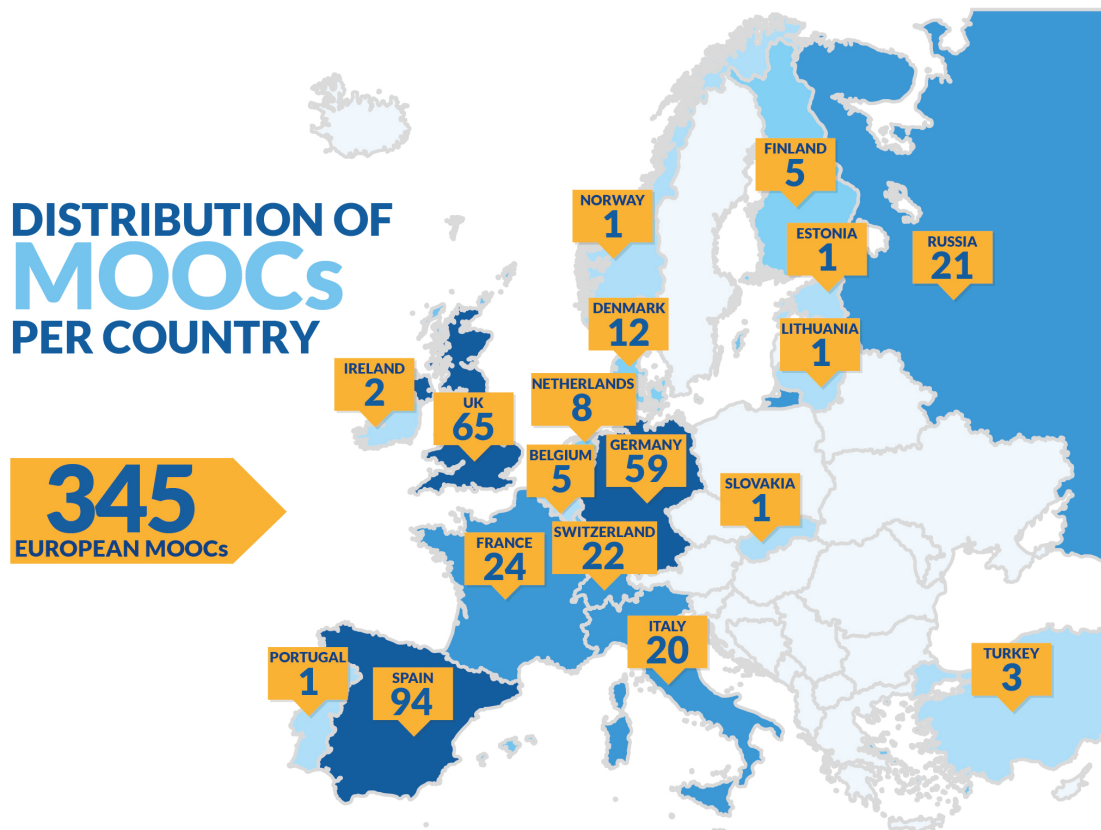 DISTRIBUTION OF
MOOCs
PER COUNTRY
345
EUROPEAN MOOCs
FINLAND
5
NORWAY
1
ESTONIA
1
RUSSIA
21
DENMARK
12
LITHUANIA
1
IRELAND
2
NETHERLANDS
8
UK
65
GERMANY
59
BELGIUM
5
SLOVAKIA
1
SWITZERLAND
22
FRANCE
24
ITALY
20
PORTUGAL
1
SPAIN
94
TURKEY
3